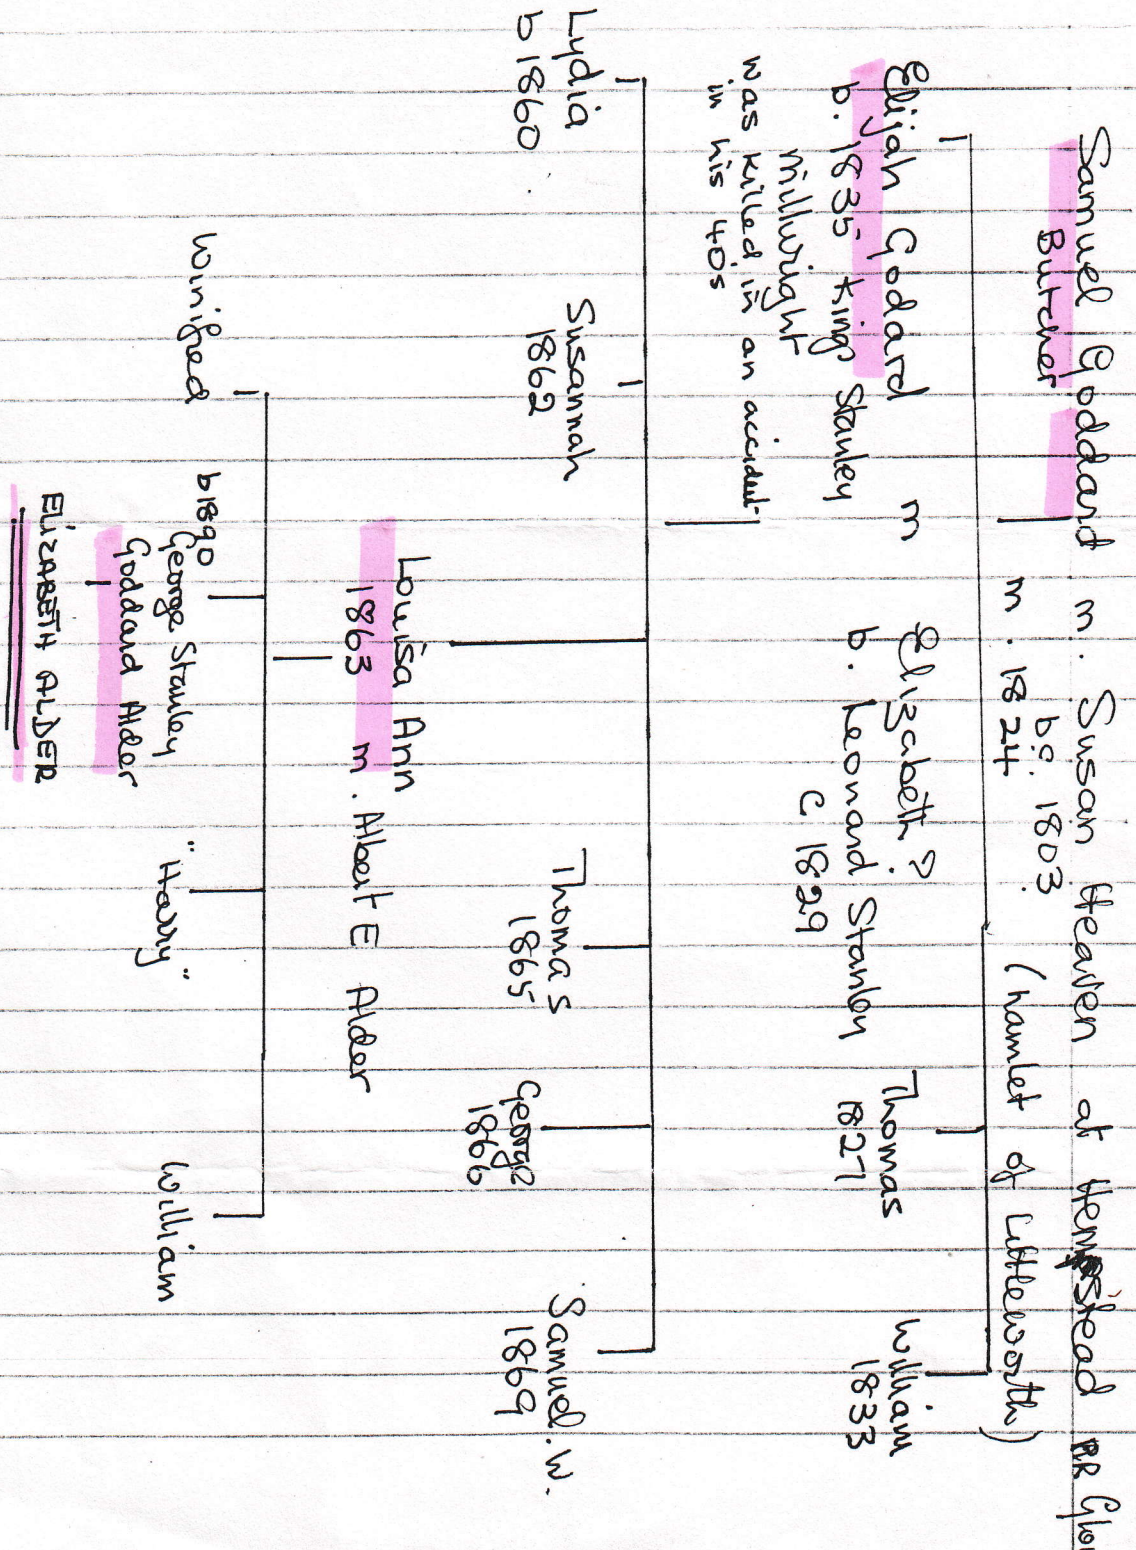 Samuel Goddard m. Susan Heaven at Hempstead
Butcher
b c. 1803.
m. 1824
(hamlet of Littleworth)
Elijah Goddard m Elizabeth ?
b. 1835 King Stanley
b. Leonard Stanley
c 1829
millwright
was killed in an accident
in his 40s
Thomas
1827
William
1833
Lydia
b 1860
Susannah
1862
Louisa Ann
1863 m. Albert E Alder
Thomas
1865
George
1866
Samuel. W.
1869
Winifred
b 1890
George Stanley
Goddard Alder
"Harry"
William
ELIZABETH ALDER